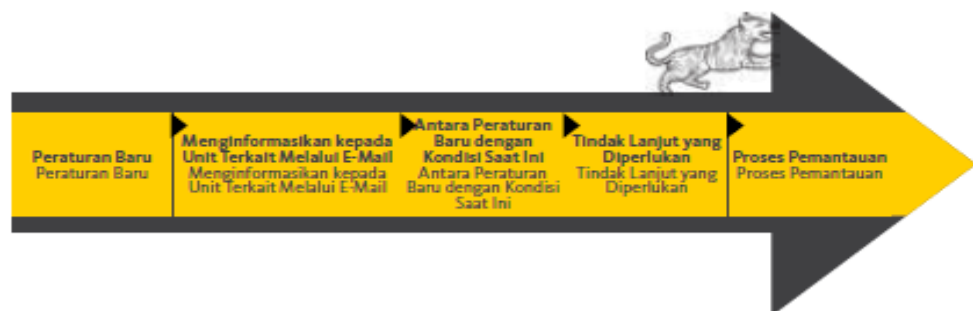 Peraturan Baru
Peraturan Baru
Menginformasikan kepada
Unit Terkait Melalui E-Mail
Menginformasikan kepada
Unit Terkait Melalui E-Mail
Antara Peraturan
Baru dengan
Kondisi Saat Ini
Antara Peraturan
Baru dengan Kondisi
Saat Ini
Tindak Lanjut yang
Diperlukan
Tindak Lanjut yang
Diperlukan
Proses Pemantauan
Proses Pemantauan